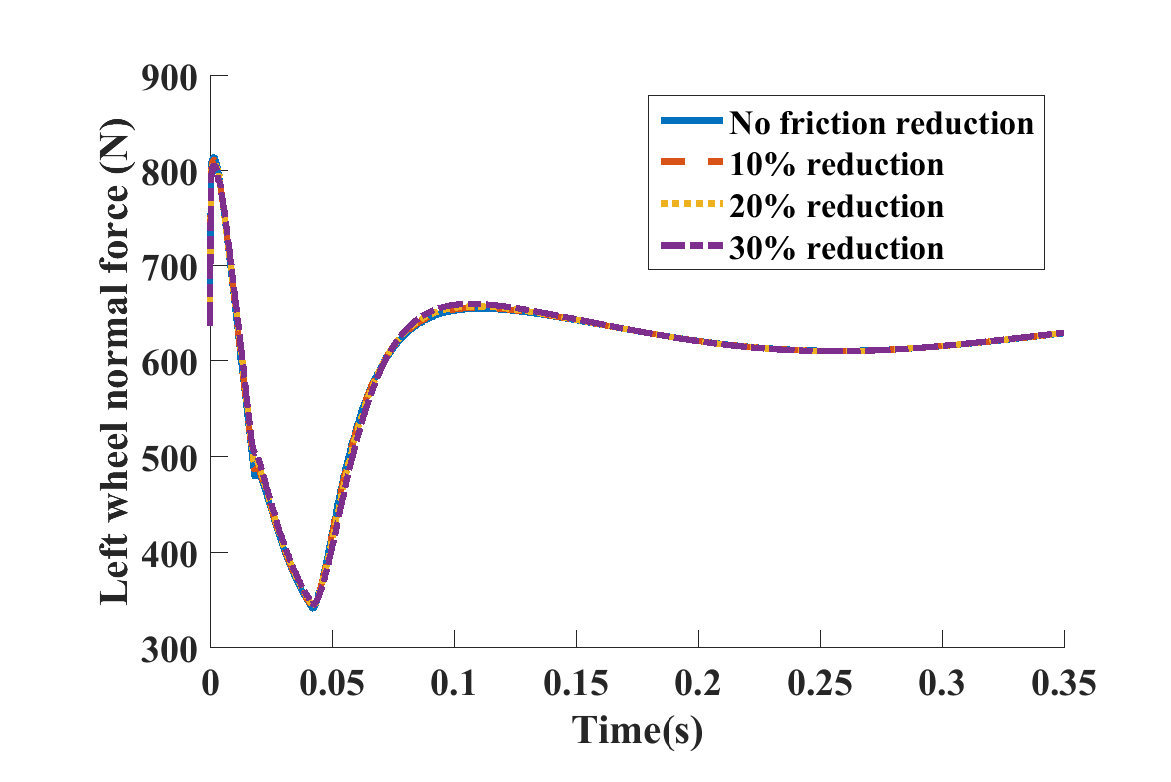 900
800
700
600
500
400
300
Left wheel normal force (N)
No friction reduction
10% reduction
20% reduction
30% reduction
0 0.05 0.1 0.15 0.2 0.25 0.3 0.35
Time(s)